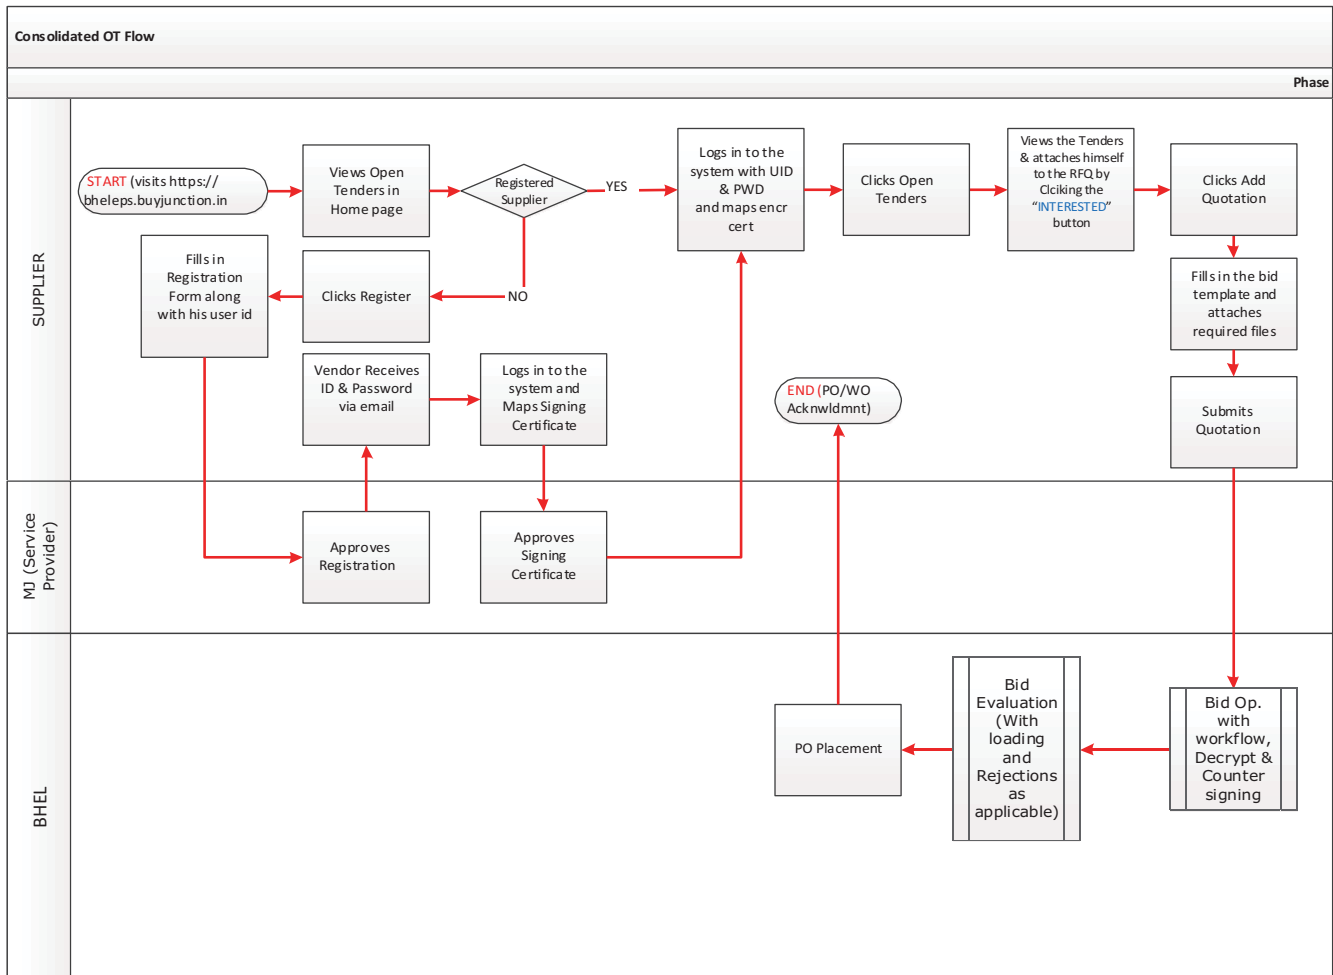 Consolidated OT Flow
Phase
SUPPLIER
START (visits https://
bheleps.buyjunction.in
Views Open
Tenders in
Home page
Registered
Supplier
YES
NO
Logs in to the
system with UID
& PWD
and maps encr
cert
Clicks Open
Tenders
Views the Tenders
& attaches himself
to the RFQ by
Clciking the
“INTERESTED”
button
Clicks Add
Quotation
Fills in
Registration
Form along
with his user id
Clicks Register
Fills in the bid
template and
attaches
required files
Vendor Receives
ID & Password
via email
Logs in to the
system and
Maps Signing
Certificate
END (PO/WO
Acknwldmnt)
Submits
Quotation
MJ (Service
Provider)
Approves
Registration
Approves
Signing
Certificate
BHEL
PO Placement
Bid
Evaluation
(With
loading
and
Rejections
as
applicable)
Bid Op.
with
workflow,
Decrypt &
Counter
signing